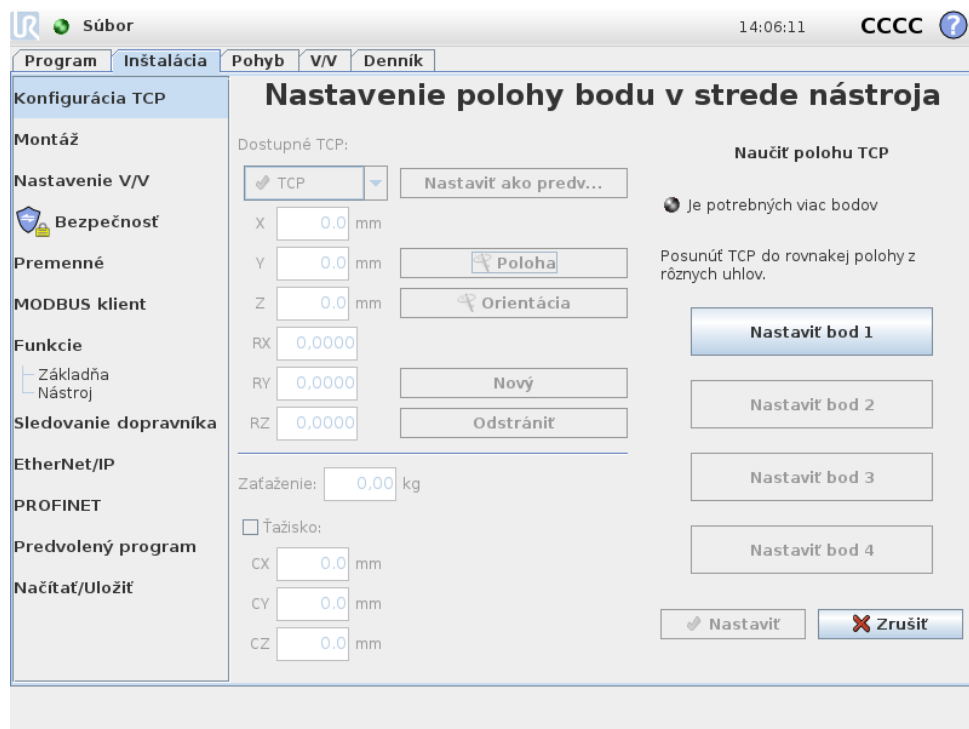 UR Súbor 14:06:11 CCCC ?
Program Inštalácia Pohyb V/V Denník
Konfigurácia TCP
Montáž
Nastavenie V/V
Bezpečnosť
Premenné
MODBUS klient
Funkcie
Základňa
Nástroj
Sledovanie dopravníka
EtherNet/IP
PROFINET
Predvolený program
Načítať/Uložiť
Nastavenie polohy bodu v strede nástroja
Dostupné TCP:
TCP Nastaviť ako predv...
X 0.0 mm
Y 0.0 mm Poloha
Z 0.0 mm Orientácia
RX 0,0000
RY 0,0000 Nový
RZ 0,0000 Odstrániť
Zaťaženie: 0,00 kg
Ťažisko:
CX 0.0 mm
CY 0.0 mm
CZ 0.0 mm
Naučiť polohu TCP
Je potrebných viac bodov
Posunúť TCP do rovnakej polohy z
rôznych uhlov.
Nastaviť bod 1
Nastaviť bod 2
Nastaviť bod 3
Nastaviť bod 4
Nastaviť Zrušiť